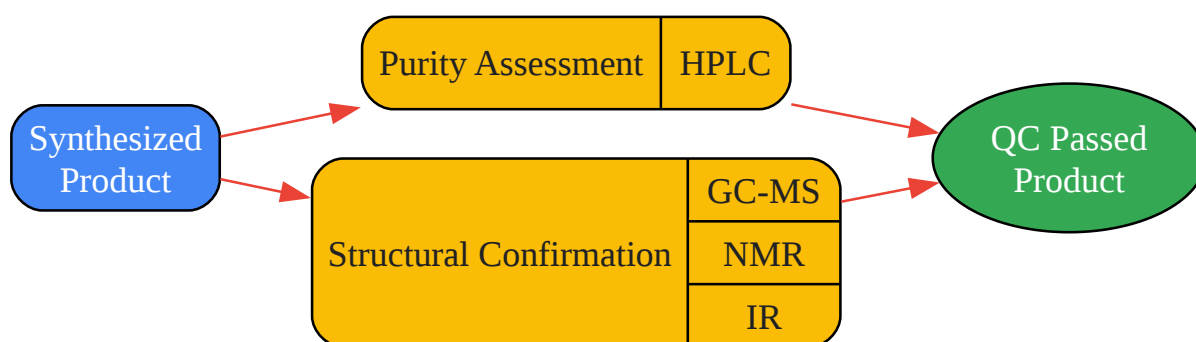 Synthesized
Product
Purity Assessment
HPLC
Structural Confirmation
GC-MS
NMR
IR
QC Passed
Product